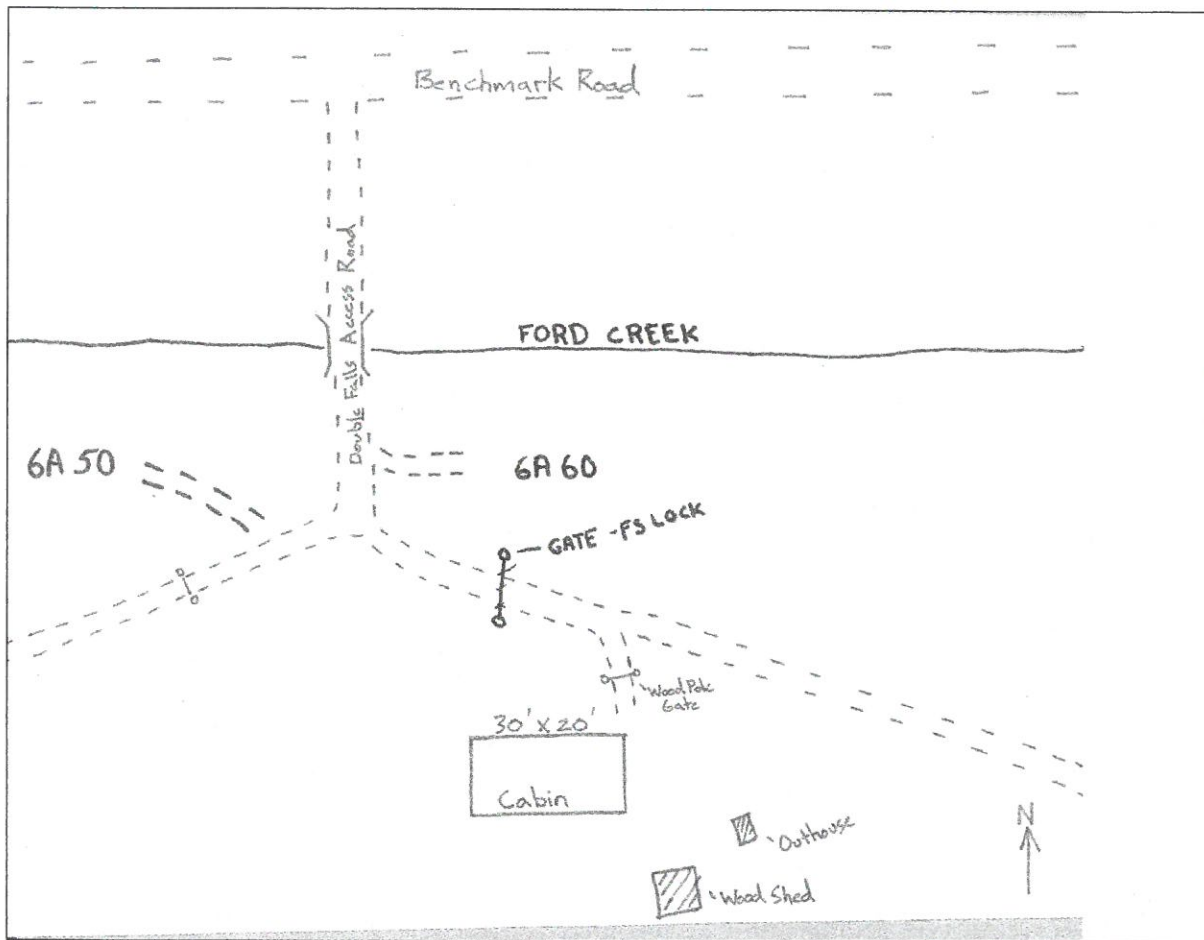 Benchmark Road
Double Falls Access Road
FORD CREEK
6A 50
6A 60
GATE - FS LOCK
Wood Pole
Gate
30' x 20'
Cabin
N
Outhouse
Wood Shed